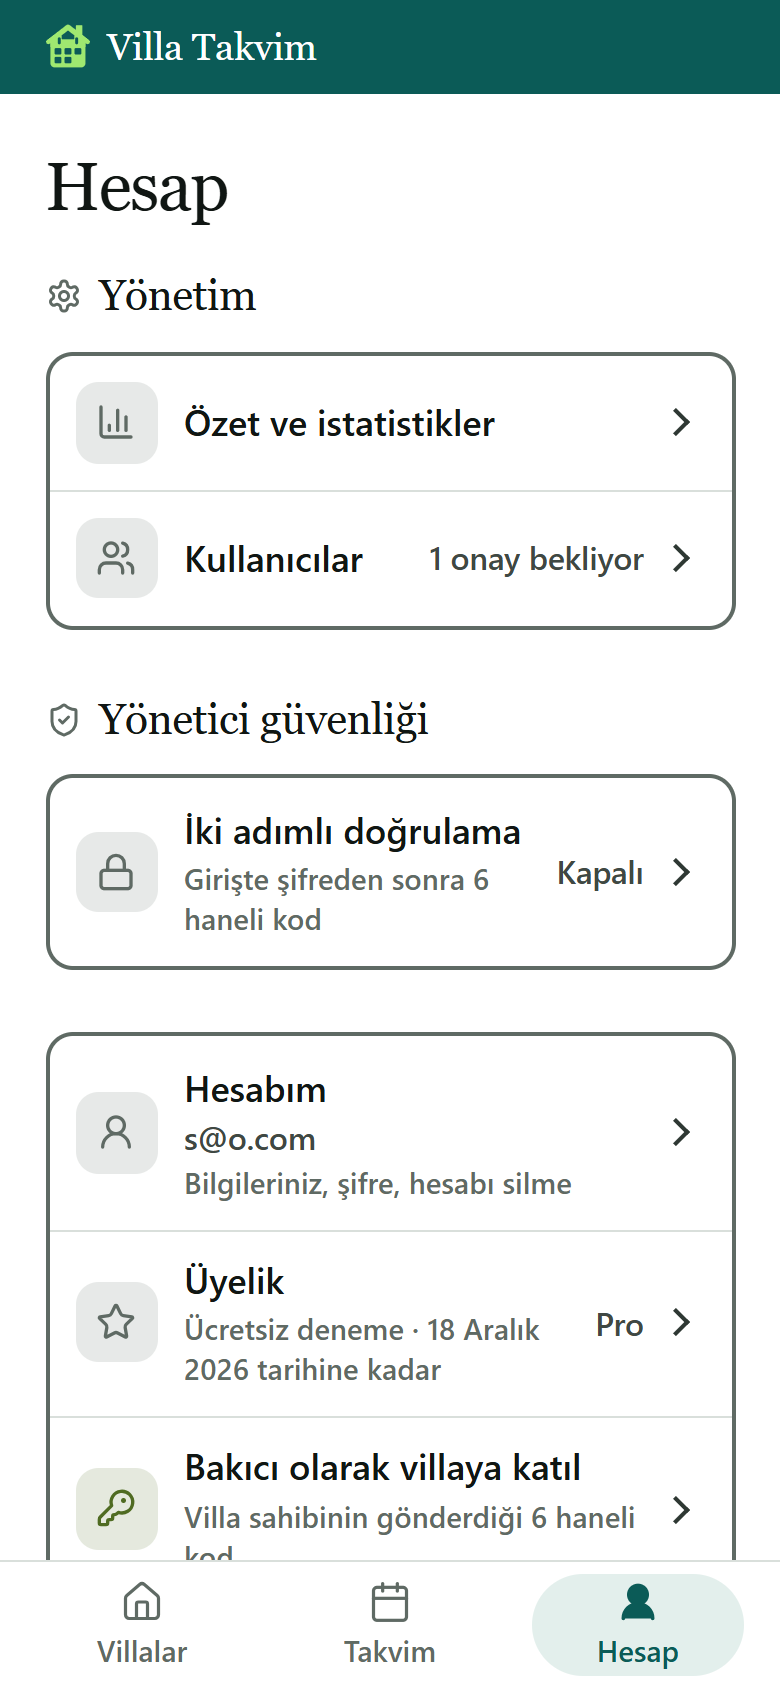 Villa Takvim
Hesap
Yönetim
Özet ve istatistikler
Kullanıcılar
1 onay bekliyor
Yönetici güvenliği
İki adımlı doğrulama
Girişte şifreden sonra 6
haneli kod
Kapalı
Hesabım
s@o.com
Bilgileriniz, şifre, hesabı silme
Üyelik
Ücretsiz deneme · 18 Aralık
2026 tarihine kadar
Pro
Bakıcı olarak villaya katıl
Villa sahibinin gönderdiği 6 haneli
kod
Villalar
Takvim
Hesap